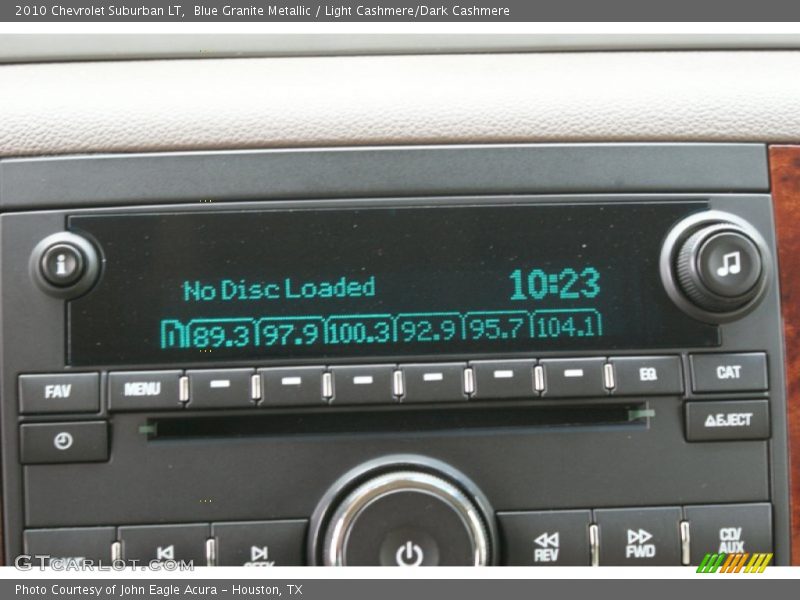 2010 Chevrolet Suburban LT,  Blue Granite Metallic / Light Cashmere/Dark Cashmere
i
No Disc Loaded 10:23
1 89.3 97.9 100.3 92.9 95.7 104.1
FAV MENU EQ CAT
EJECT
REV FWD CD/
AUX
GTCARLOT.COM
Photo Courtesy of John Eagle Acura - Houston, TX